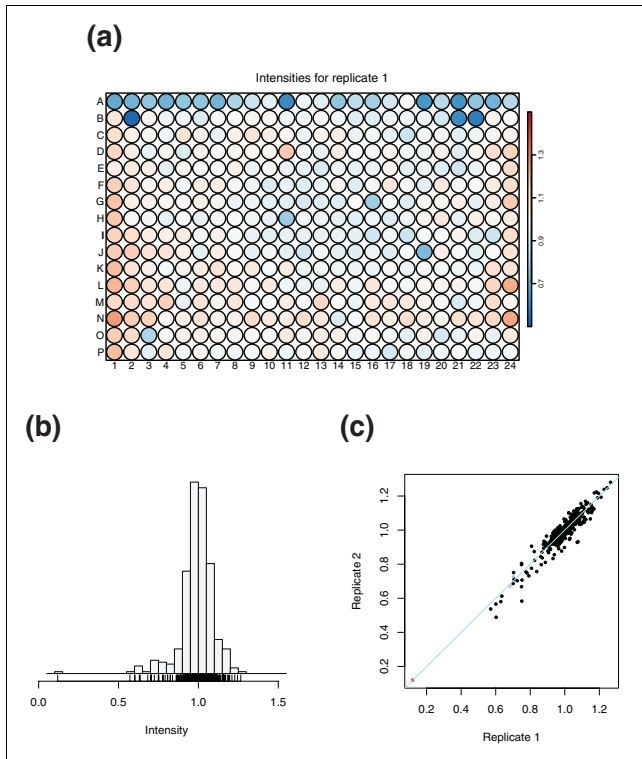 (a)
Intensities for replicate 1
A
B
C
D
E
F
G
H
I
J
K
L
M
N
O
P
1 2 3 4 5 6 7 8 9 10 11 12 13 14 15 16 17 18 19 20 21 22 23 24
1.3
1.1
0.9
0.7
(b)
0.0 0.5 1.0 1.5
Intensity
(c)
1.2
1.0
0.8
0.6
0.4
0.2
Replicate 2
0.2 0.4 0.6 0.8 1.0 1.2
Replicate 1